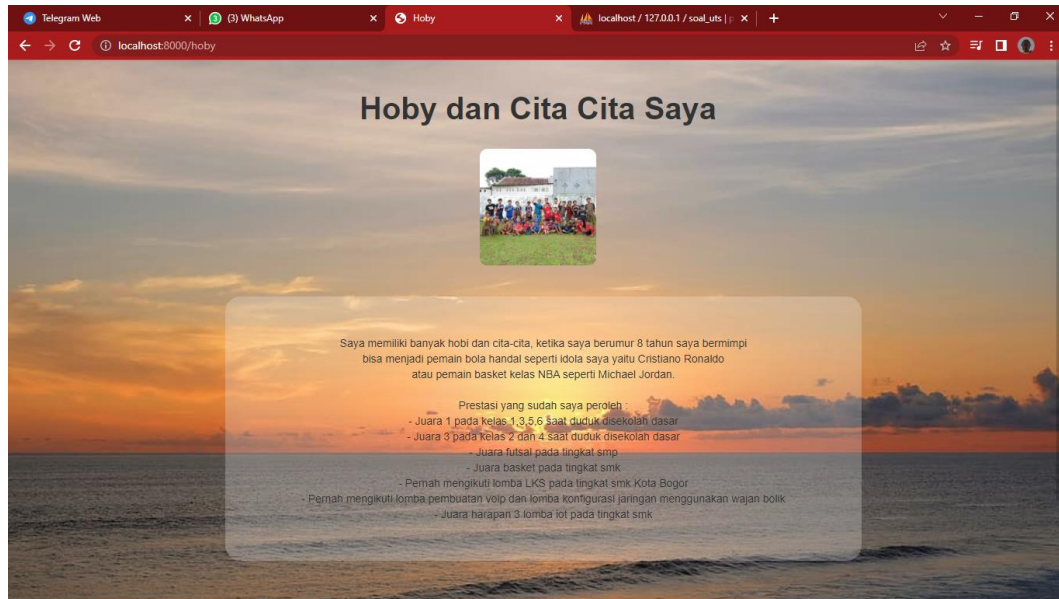 Telegram Web
(3) WhatsApp
Hoby
localhost / 127.0.0.1 / soal_uts | p
localhost:8000/hoby
Hoby dan Cita Cita Saya
Saya memiliki banyak hobi dan cita-cita, ketika saya berumur 8 tahun saya bermimpi
bisa menjadi pemain bola handal seperti idola saya yaitu Cristiano Ronaldo
atau pemain basket kelas NBA seperti Michael Jordan.
Prestasi yang sudah saya peroleh :
- Juara 1 pada kelas 1,3,5,6 saat duduk disekolah dasar
- Juara 3 pada kelas 2 dan 4 saat duduk disekolah dasar
- Juara futsal pada tingkat smp
- Juara basket pada tingkat smk
- Pernah mengikuti lomba LKS pada tingkat smk Kota Bogor
- Pernah mengikuti lomba pembuatan voip dan lomba konfigurasi jaringan menggunakan wajan bolik
- Juara harapan 3 lomba iot pada tingkat smk